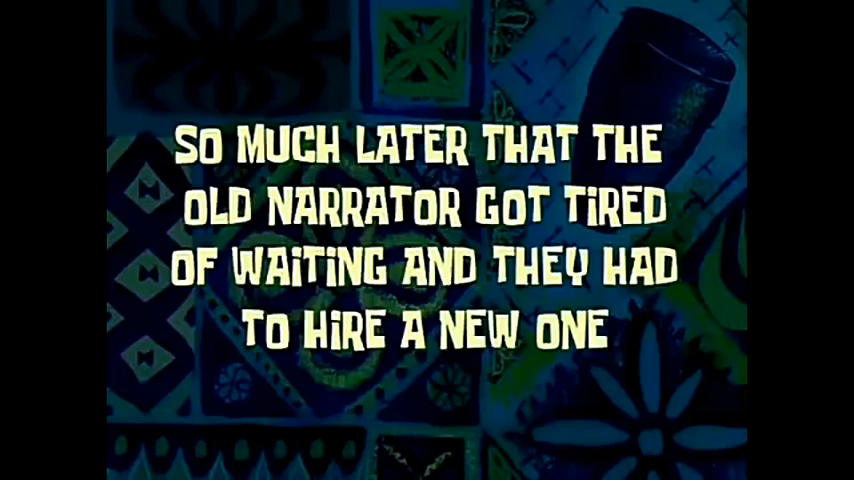 SO MUCH LATER THAT THE
OLD NARRATOR GOT TIRED
OF WAITING AND THEY HAD
TO HIRE A NEW ONE